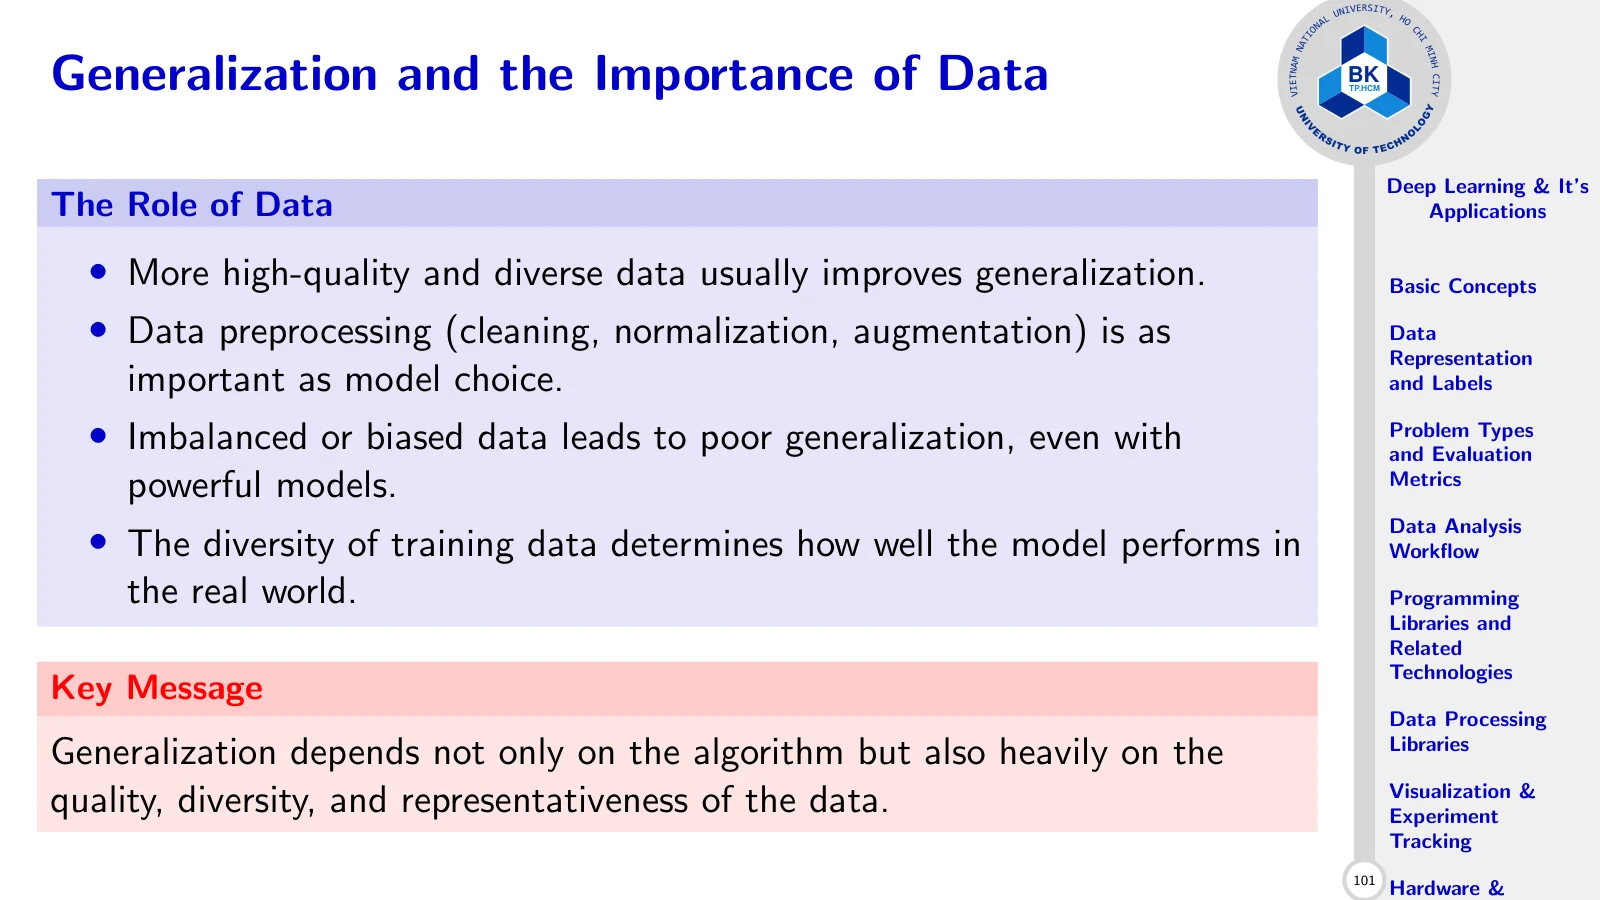 Generalization and the Importance of Data
The Role of Data
• More high-quality and diverse data usually improves generalization.
• Data preprocessing (cleaning, normalization, augmentation) is as
important as model choice.
• Imbalanced or biased data leads to poor generalization, even with
powerful models.
• The diversity of training data determines how well the model performs in
the real world.
Key Message
Generalization depends not only on the algorithm but also heavily on the
quality, diversity, and representativeness of the data.
VIETNAM NATIONAL UNIVERSITY, HO CHI MINH CITY
BK
TP.HCM
UNIVERSITY OF TECHNOLOGY
Deep Learning & It's
Applications
Basic Concepts
Data
Representation
and Labels
Problem Types
and Evaluation
Metrics
Data Analysis
Workflow
Programming
Libraries and
Related
Technologies
Data Processing
Libraries
Visualization &
Experiment
Tracking
Hardware &
101